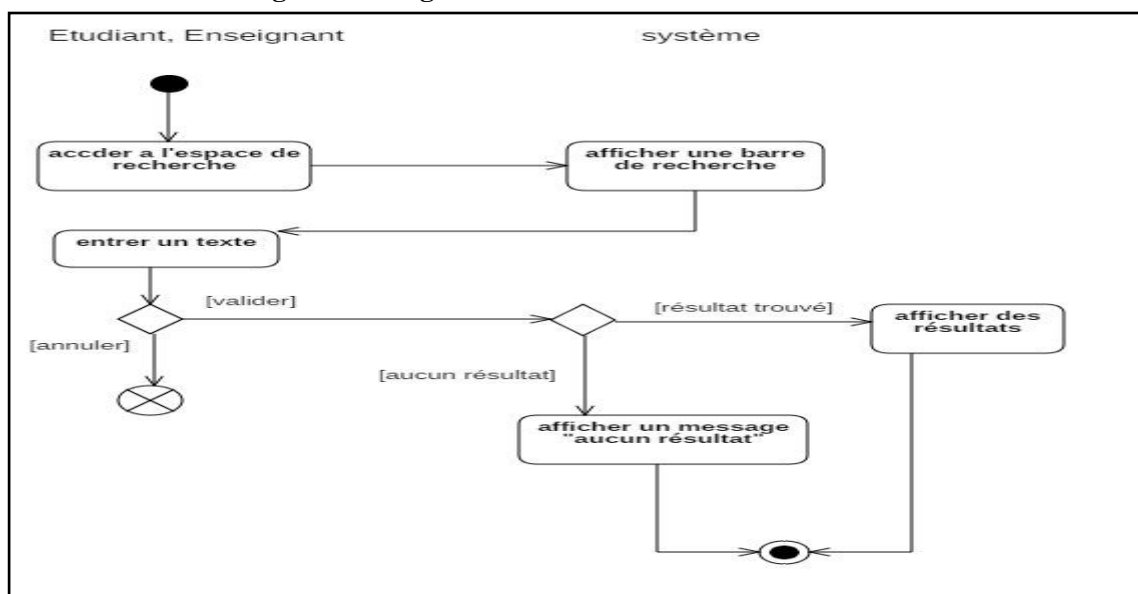 Etudiant, Enseignant
système
accder a l'espace de
recherche
afficher une barre
de recherche
entrer un texte
[valider]
[résultat trouvé]
afficher des
résultats
[annuler]
[aucun résultat]
afficher un message
"aucun résultat"